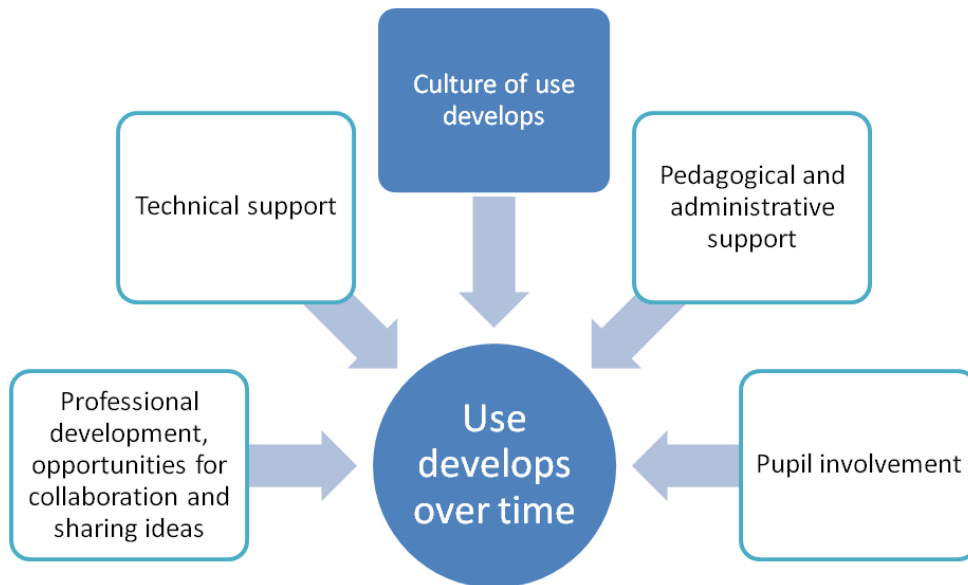 Culture of use
develops
Technical support
Pedagogical and
administrative
support
Professional
development,
opportunities for
collaboration and
sharing ideas
Use
develops
over time
Pupil involvement